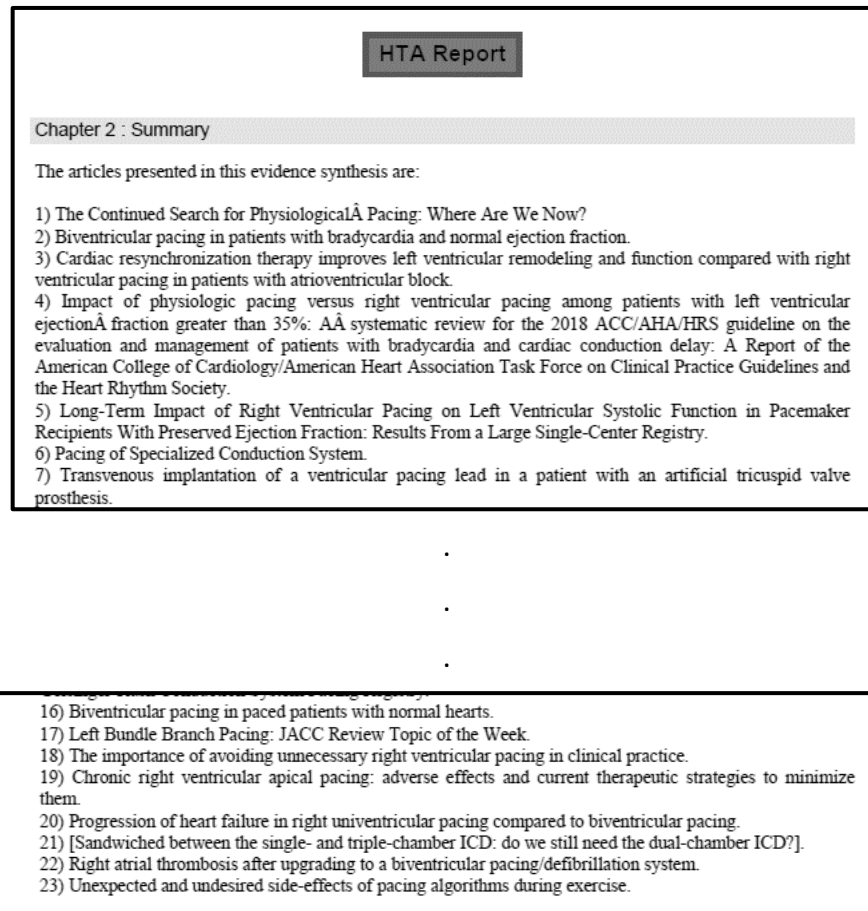 HTA Report
Chapter 2 : Summary
The articles presented in this evidence synthesis are:
1) The Continued Search for PhysiologicalÂ Pacing: Where Are We Now?
2) Biventricular pacing in patients with bradycardia and normal ejection fraction.
3) Cardiac resynchronization therapy improves left ventricular remodeling and function compared with right
ventricular pacing in patients with atrioventricular block.
4) Impact of physiologic pacing versus right ventricular pacing among patients with left ventricular
ejectionÂ fraction greater than 35%: AÂ systematic review for the 2018 ACC/AHA/HRS guideline on the
evaluation and management of patients with bradycardia and cardiac conduction delay: A Report of the
American College of Cardiology/American Heart Association Task Force on Clinical Practice Guidelines and
the Heart Rhythm Society.
5) Long-Term Impact of Right Ventricular Pacing on Left Ventricular Systolic Function in Pacemaker
Recipients With Preserved Ejection Fraction: Results From a Large Single-Center Registry.
6) Pacing of Specialized Conduction System.
7) Transvenous implantation of a ventricular pacing lead in a patient with an artificial tricuspid valve
prosthesis.
.
.
.
16) Biventricular pacing in paced patients with normal hearts.
17) Left Bundle Branch Pacing: JACC Review Topic of the Week.
18) The importance of avoiding unnecessary right ventricular pacing in clinical practice.
19) Chronic right ventricular apical pacing: adverse effects and current therapeutic strategies to minimize
them.
20) Progression of heart failure in right univentricular pacing compared to biventricular pacing.
21) [Sandwiched between the single- and triple-chamber ICD: do we still need the dual-chamber ICD?].
22) Right atrial thrombosis after upgrading to a biventricular pacing/defibrillation system.
23) Unexpected and undesired side-effects of pacing algorithms during exercise.